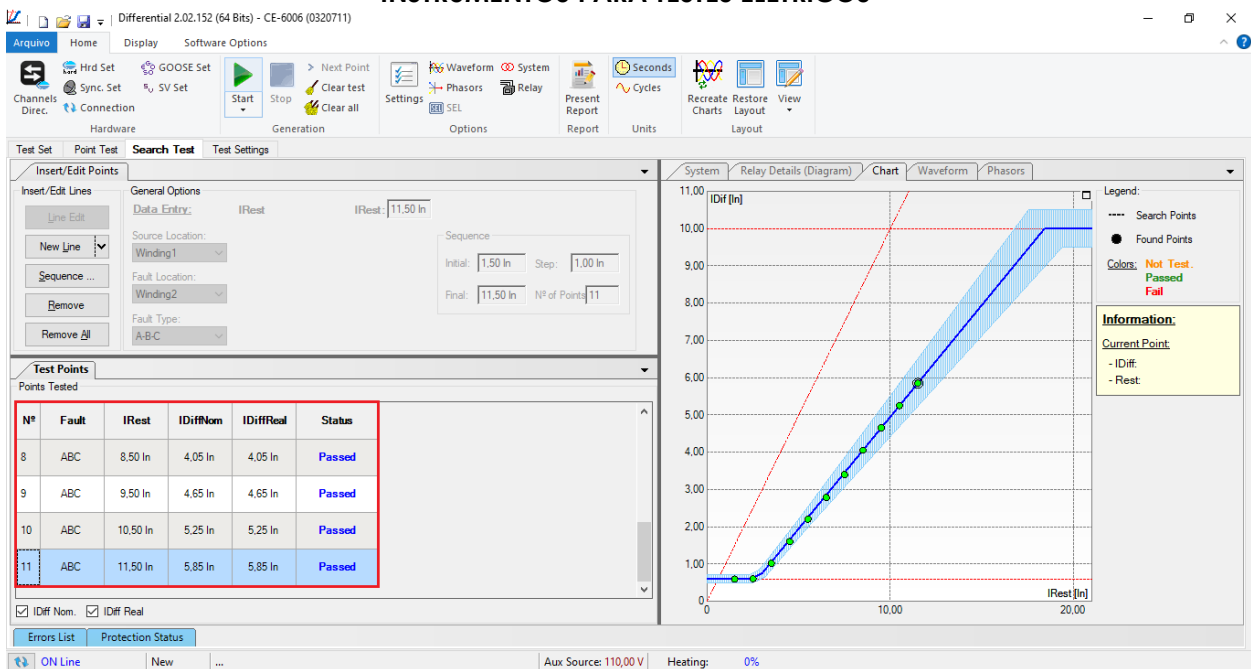 INSTRUMENTOS PARA TESTES ELÉTRICOS
Differential 2.02.152 (64 Bits) - CE-6006 (0320711)
Arquivo Home Display Software Options
Channels Direc.
Hrd Set
Sync. Set
Connection
GOOSE Set
SV Set
Hardware
Start
Stop
Next Point
Clear test
Clear all
Generation
Settings
Waveform
Phasors
SEL
System
Relay
Options
Present Report
Report
Seconds
Cycles
Units
Recreate Charts
Restore Layout
View
Layout
Test Set Point Test Search Test Test Settings
Insert/Edit Points
Insert/Edit Lines
Line Edit
New Line
Sequence ...
Remove
Remove All
General Options
Data Entry: IRest IRest: 11,50 In
Source Location:
Winding1
Fault Location:
Winding2
Fault Type:
A-B-C
Sequence
Initial: 1,50 In Step: 1,00 In
Final: 11,50 In Nº of Points 11
Test Points
Points Tested
Nº Fault IRest IDiffNom IDiffReal Status
8 ABC 8,50 In 4,05 In 4,05 In Passed
9 ABC 9,50 In 4,65 In 4,65 In Passed
10 ABC 10,50 In 5,25 In 5,25 In Passed
11 ABC 11,50 In 5,85 In 5,85 In Passed
IDiff Nom. IDiff Real
System Relay Details (Diagram) Chart Waveform Phasors
IDif [In]
11,00
10,00
9,00
8,00
7,00
6,00
5,00
4,00
3,00
2,00
1,00
0
0 10,00 20,00
IRest [In]
Legend:
Search Points
Found Points
Colors: Not Test.
Passed
Fail
Information:
Current Point:
- IDiff:
- Rest:
Errors List Protection Status
ON Line New ... Aux Source: 110,00 V Heating: 0%